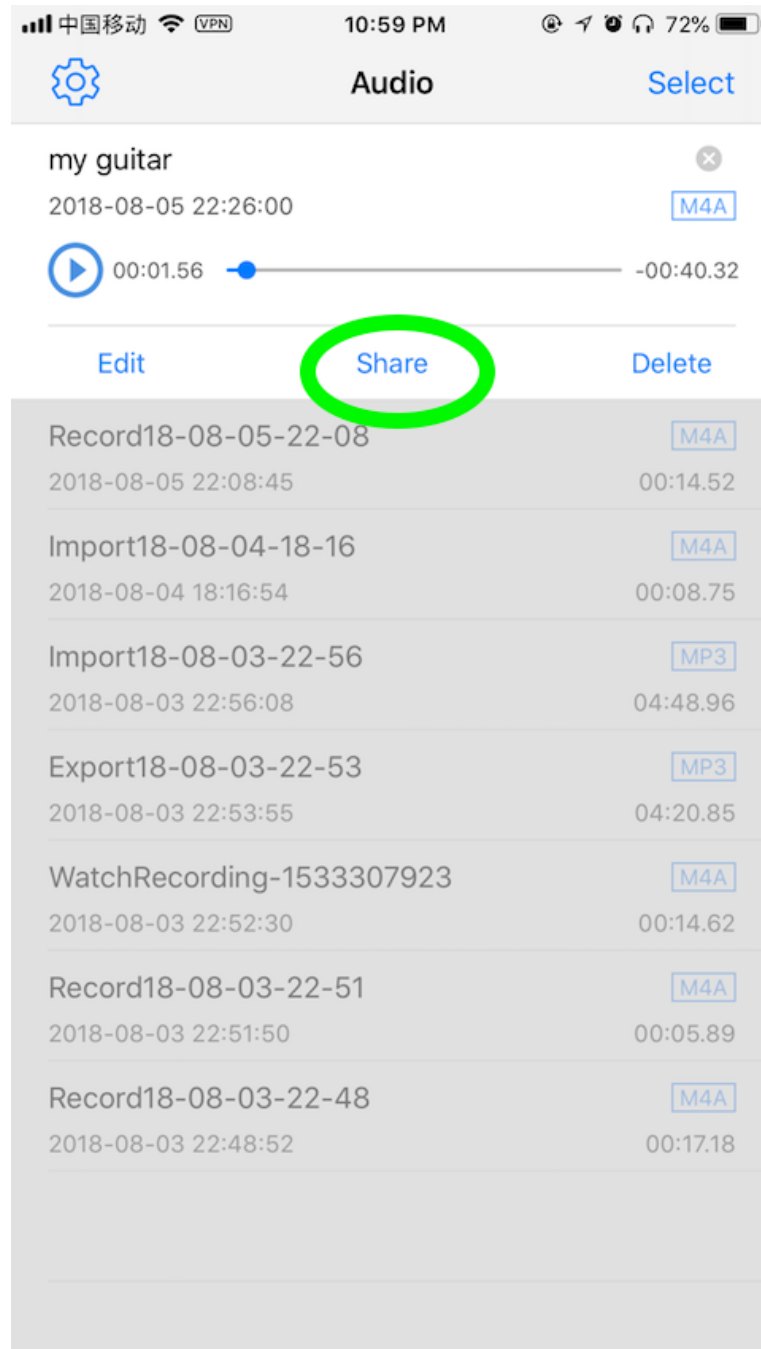 中国移动 VPN 10:59 PM 72%
Audio Select
my guitar
2018-08-05 22:26:00 M4A
00:01.56 -00:40.32
Edit Share Delete
Record18-08-05-22-08 M4A
2018-08-05 22:08:45 00:14.52
Import18-08-04-18-16 M4A
2018-08-04 18:16:54 00:08.75
Import18-08-03-22-56 MP3
2018-08-03 22:56:08 04:48.96
Export18-08-03-22-53 MP3
2018-08-03 22:53:55 04:20.85
WatchRecording-1533307923 M4A
2018-08-03 22:52:30 00:14.62
Record18-08-03-22-51 M4A
2018-08-03 22:51:50 00:05.89
Record18-08-03-22-48 M4A
2018-08-03 22:48:52 00:17.18